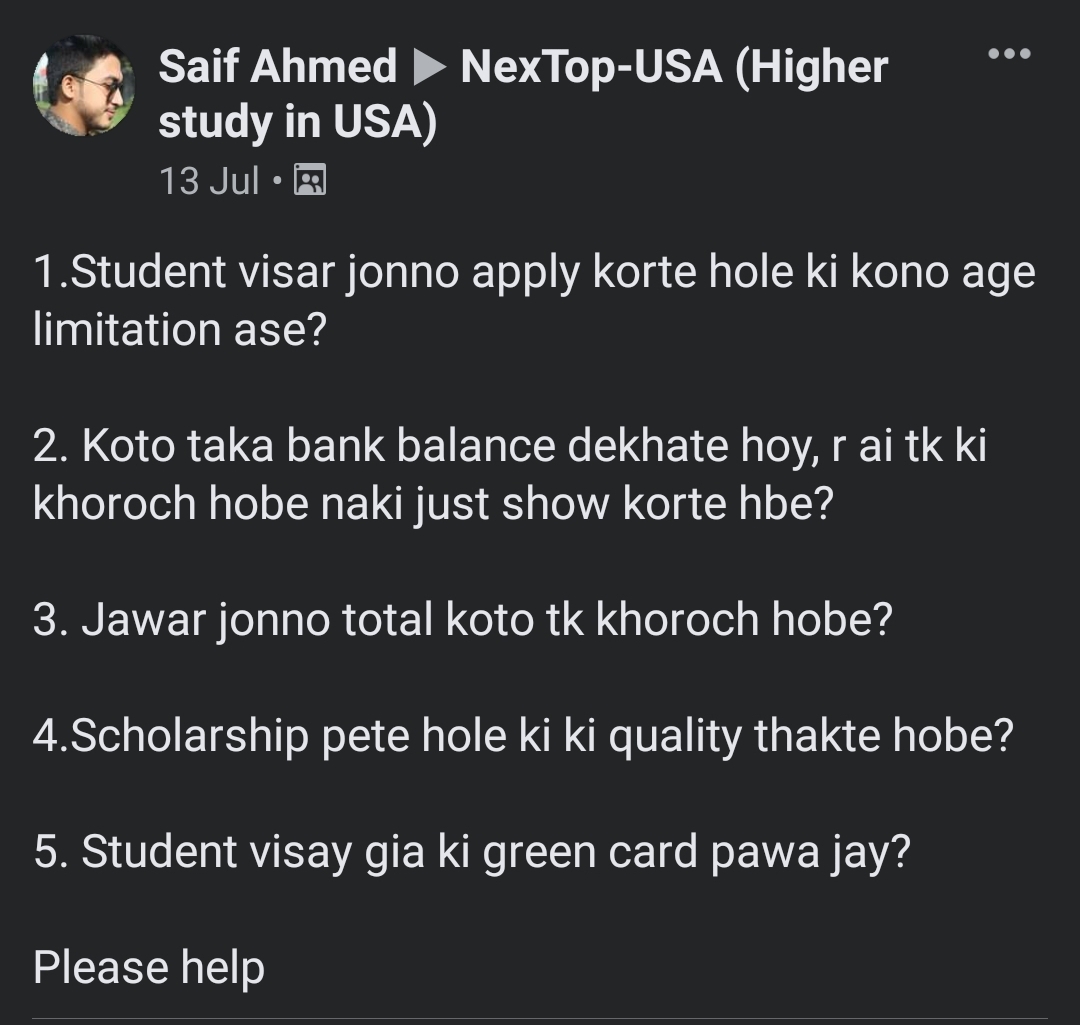 Saif Ahmed ▶ NexTop-USA (Higher
study in USA)
13 Jul •
1.Student visar jonno apply korte hole ki kono age
limitation ase?
2. Koto taka bank balance dekhate hoy, r ai tk ki
khoroch hobe naki just show korte hbe?
3. Jawar jonno total koto tk khoroch hobe?
4.Scholarship pete hole ki ki quality thakte hobe?
5. Student visay gia ki green card pawa jay?
Please help